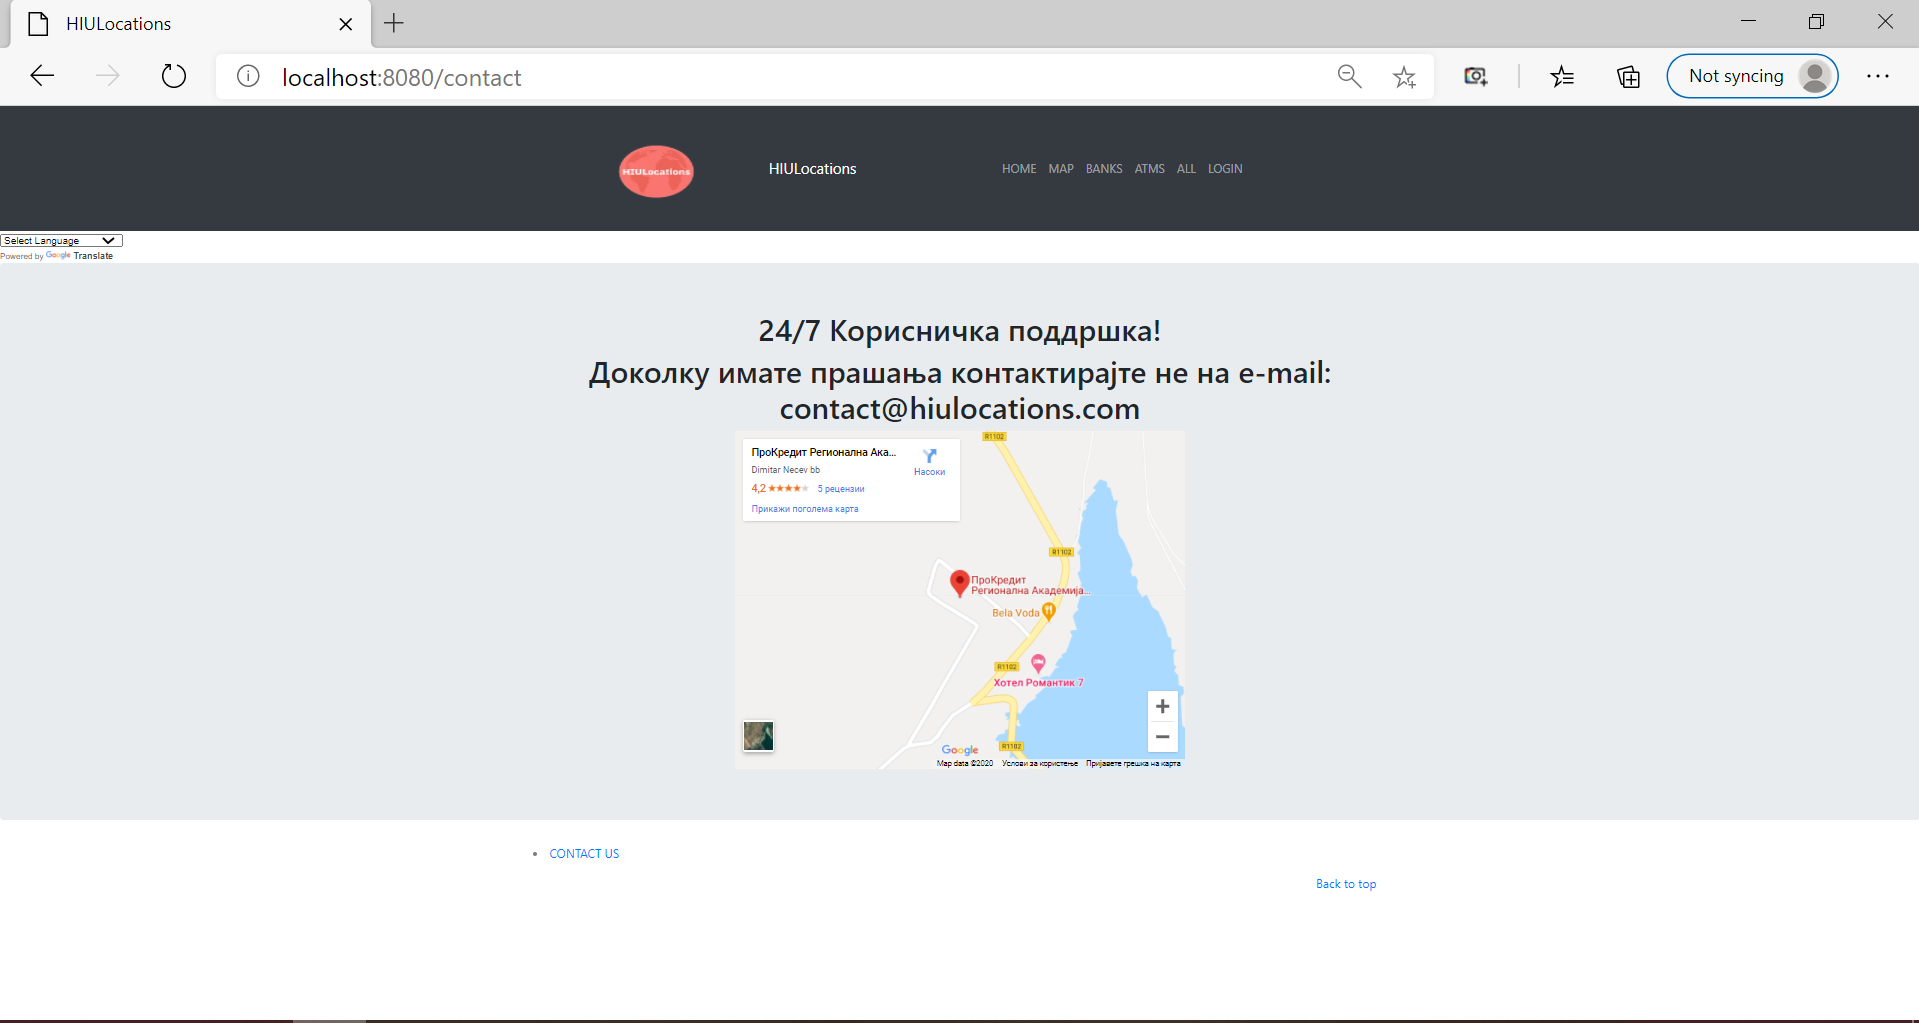 HIULocations
localhost:8080/contact
Not syncing
HIULocations
HIULocations
HOME MAP BANKS ATMS ALL LOGIN
Select Language
Powered by Google Translate
24/7 Корисничка поддршка!
Доколку имате прашања контактирајте не на e-mail:
contact@hiulocations.com
R1102
ПроКредит Регионална Ака...
Dimitar Necev bb
Насоки
4,2 5 рецензии
Прикажи поголема карта
R1102
ПроКредит
Регионална Академија...
Bela Voda
R1102
Хотел Романтик 7
R1102
Google
Map data ©2020 Услови за користење Пријавете грешка на карта
CONTACT US
Back to top